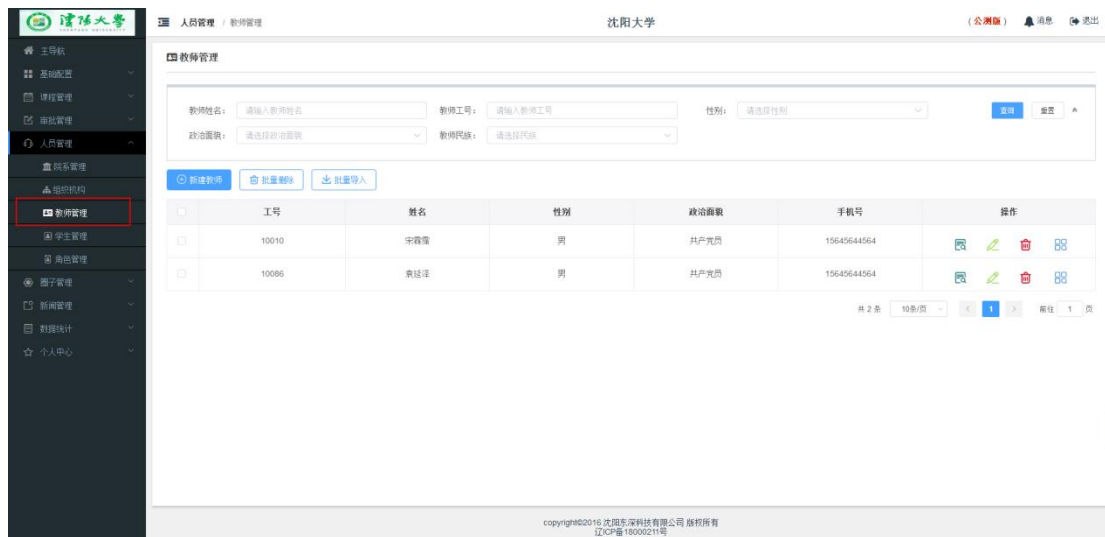 沈阳大学
SHENYANG UNIVERSITY
人员管理 / 教师管理
沈阳大学
(公测版)
消息
退出
主导航
基础配置
课程管理
审批管理
人员管理
院系管理
组织机构
教师管理
学生管理
角色管理
圈子管理
新闻管理
数据统计
个人中心
教师管理
教师姓名: 请输入教师姓名 教师工号: 请输入教师工号 性别: 请选择性别 查询 重置
政治面貌: 请选择政治面貌 教师民族: 请选择民族
新建教师 批量删除 批量导入
工号 姓名 性别 政治面貌 手机号 操作
10010 宋霖霖 男 共产党员 15645644564
10086 袁延泽 男 共产党员 15645644564
共 2 条 10条/页 < 1 > 前往 1 页
copyright©2016 沈阳东深科技有限公司 版权所有
辽ICP备18000211号